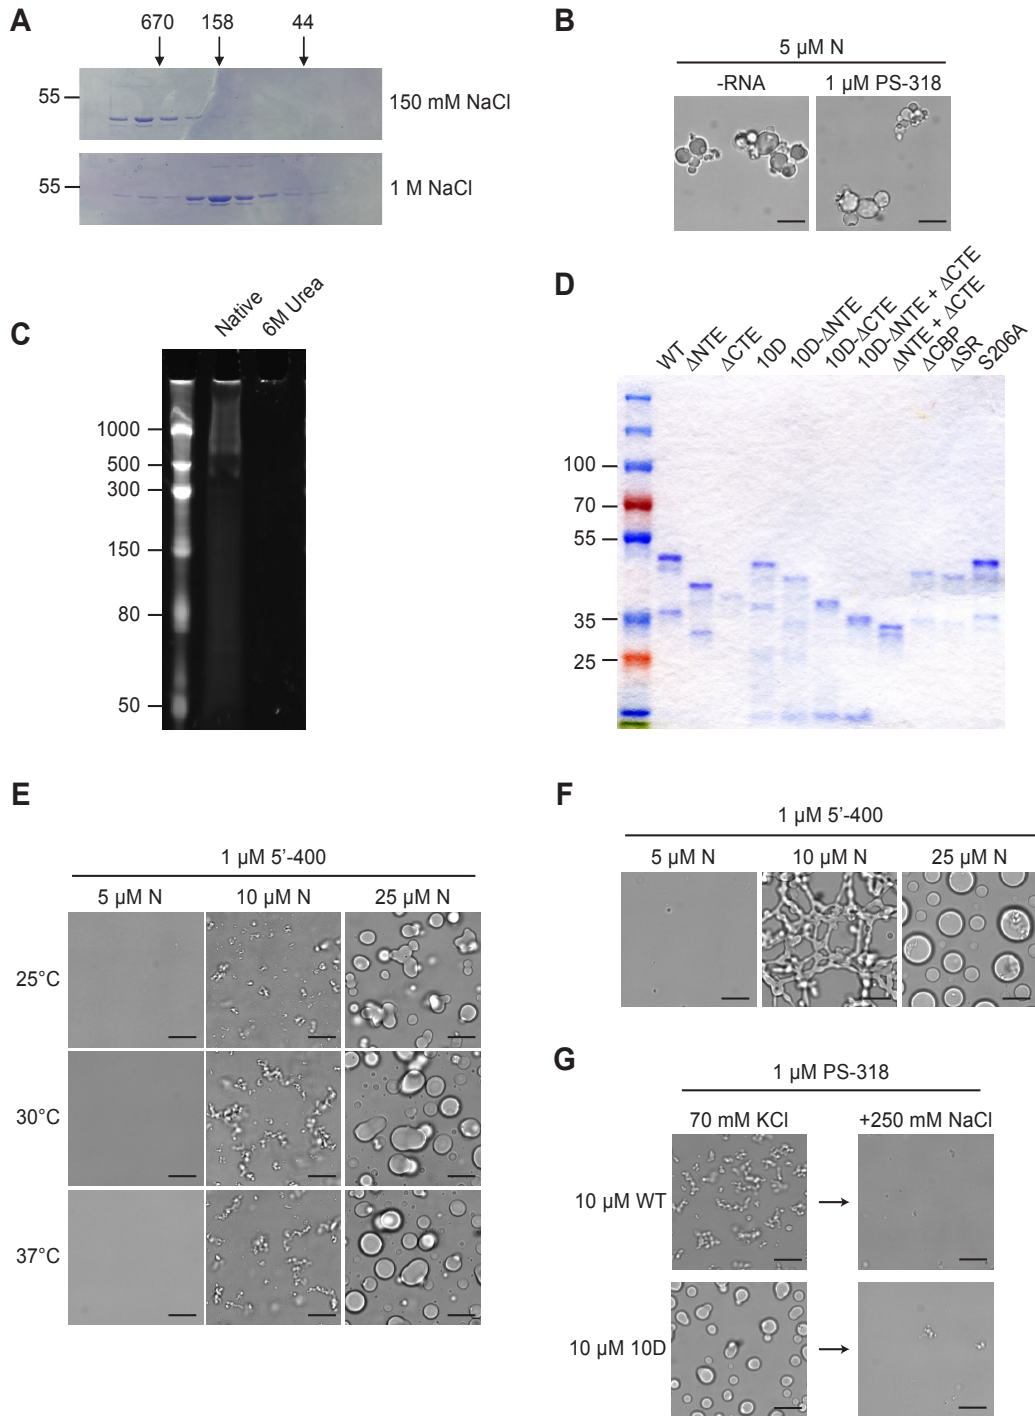 A
670 158 44
55
150 mM NaCl
55
1 M NaCl
B
5 µM N
-RNA 1 µM PS-318
C
Native 6M Urea
1000
500
300
150
80
50
D
WT ΔNTE ΔCTE 10D 10D-ΔNTE 10D-ΔCTE 10D-ΔNTE + ΔCTE ΔNTE + ΔCTE ΔCBP ΔSR S206A
100
70
55
35
25
E
1 µM 5’-400
5 µM N 10 µM N 25 µM N
25°C
30°C
37°C
F
1 µM 5’-400
5 µM N 10 µM N 25 µM N
G
1 µM PS-318
70 mM KCl +250 mM NaCl
10 µM WT
10 µM 10D